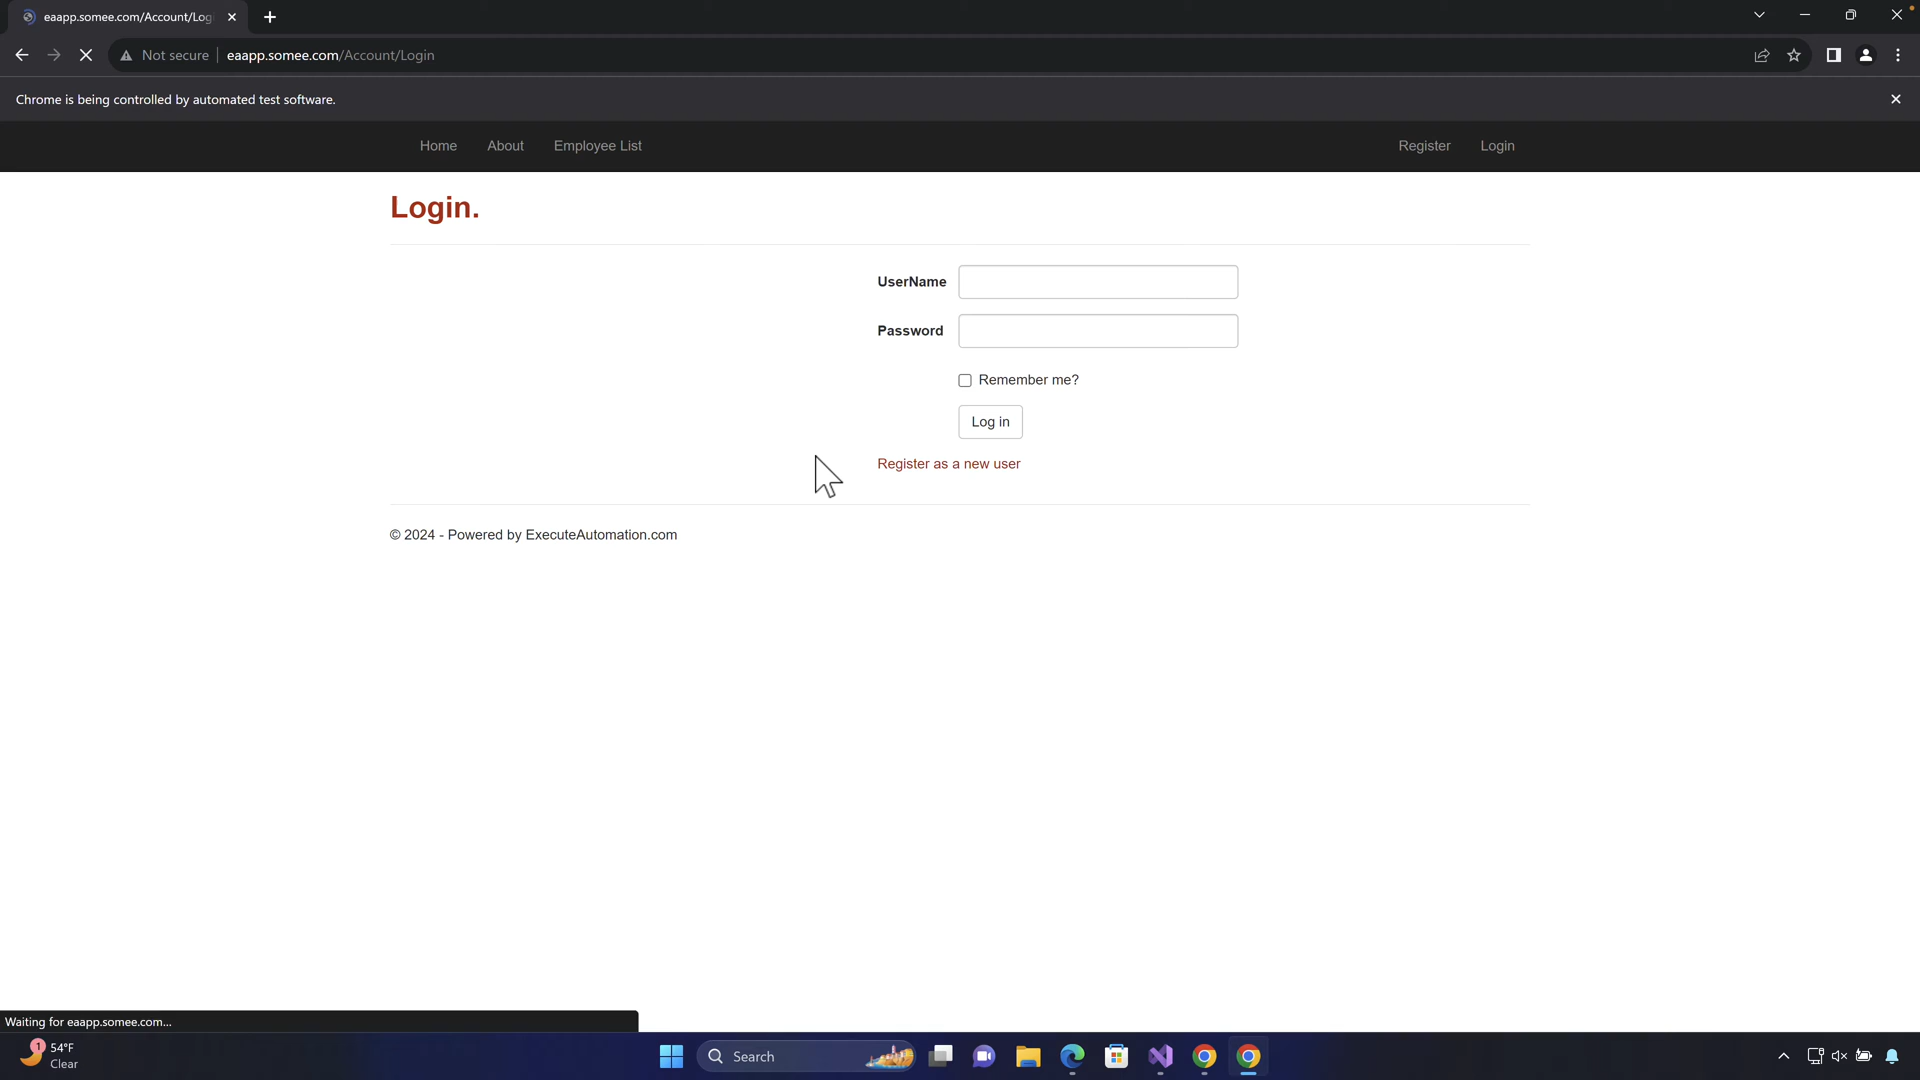 eaapp.somee.com/Account/Log
Not secure
eaapp.somee.com/Account/Login
Chrome is being controlled by automated test software.
Home
About
Employee List
Register
Login
Login.
UserName
Password
Remember me?
Log in
Register as a new user
© 2024 - Powered by ExecuteAutomation.com
Waiting for eaapp.somee.com...
1
54°F
Clear
Search